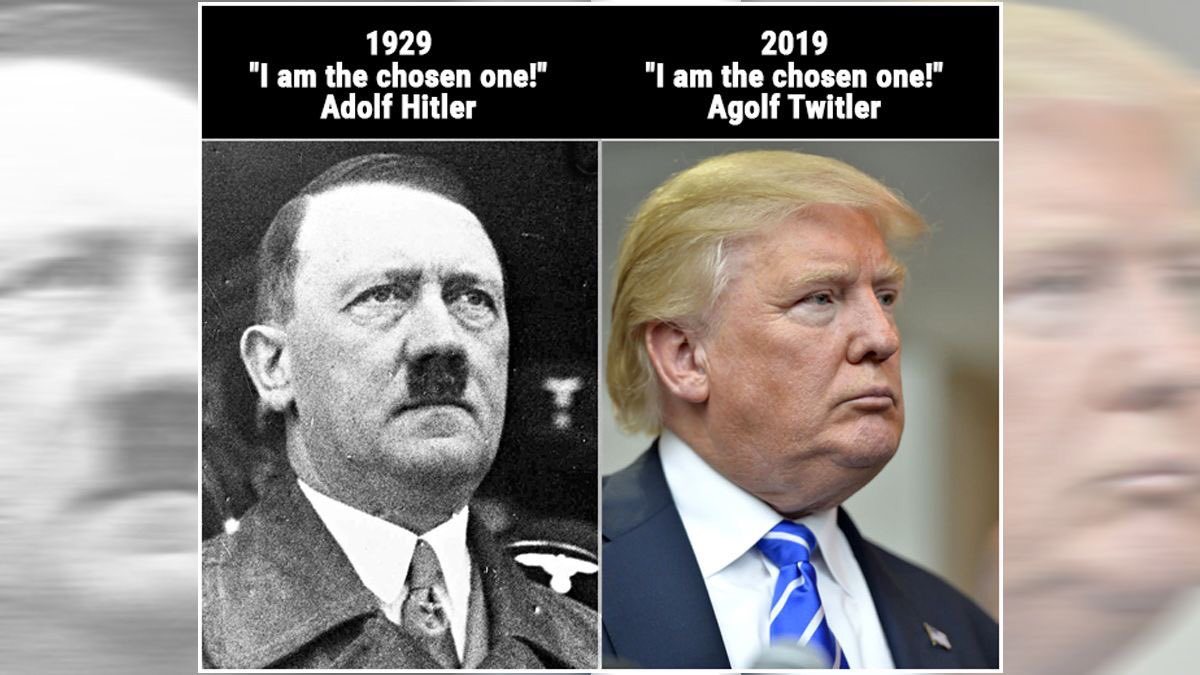 1929
"I am the chosen one!"
Adolf Hitler
2019
"I am the chosen one!"
Agolf Twitler